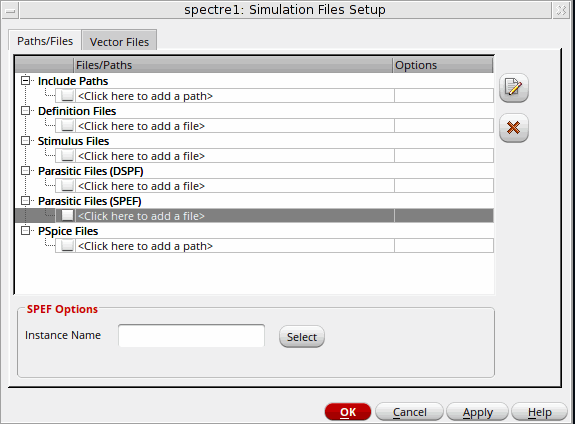 spectre1: Simulation Files Setup
Paths/Files Vector Files
Files/Paths Options
Include Paths
<Click here to add a path>
Definition Files
<Click here to add a file>
Stimulus Files
<Click here to add a file>
Parasitic Files (DSPF)
<Click here to add a file>
Parasitic Files (SPEF)
<Click here to add a file>
PSpice Files
<Click here to add a path>
SPEF Options
Instance Name Select
OK Cancel Apply Help